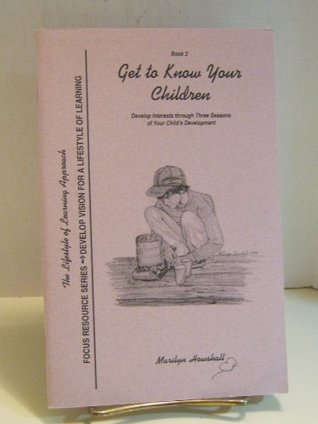 Book 2
Get to Know Your
Children
Develop Interests through Three Seasons
of Your Child's Development
The Lifestyle of Learning Approach
FOCUS RESOURCE SERIES ➾ DEVELOP VISION FOR A LIFESTYLE OF LEARNING
Marilyn Howshall